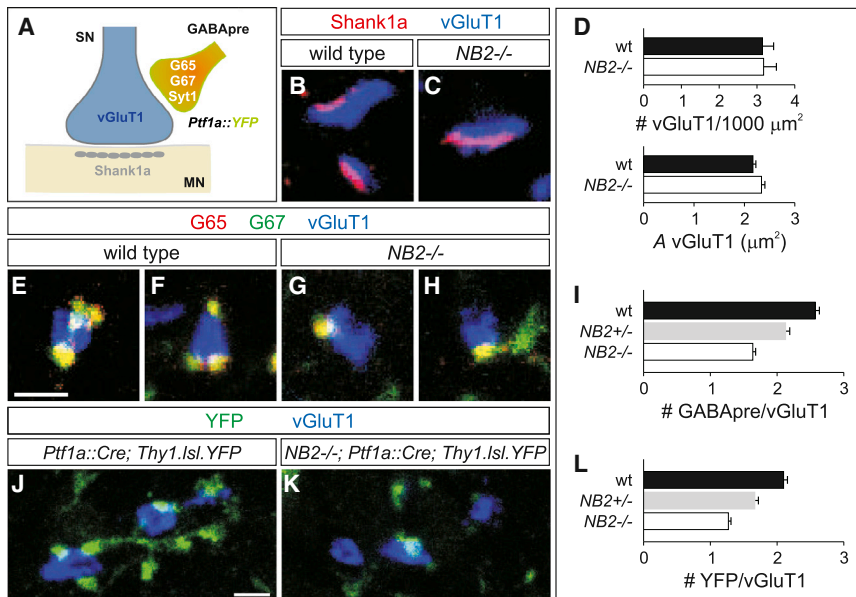 A
SN
GABApre
G65
G67
Syt1
vGluT1
Ptf1a::YFP
Shank1a
MN
Shank1a vGluT1
wild type NB2-/-
B C
D
wt
NB2-/-
0 1 2 3 4
# vGluT1/1000 µm²
wt
NB2-/-
0 1 2 3
A vGluT1 (µm²)
G65 G67 vGluT1
wild type NB2-/-
E F G H
I
wt
NB2+/-
NB2-/-
0 1 2 3
# GABApre/vGluT1
YFP vGluT1
Ptf1a::Cre; Thy1.lsl.YFP NB2-/-; Ptf1a::Cre; Thy1.lsl.YFP
J K
L
wt
NB2+/-
NB2-/-
0 1 2 3
# YFP/vGluT1